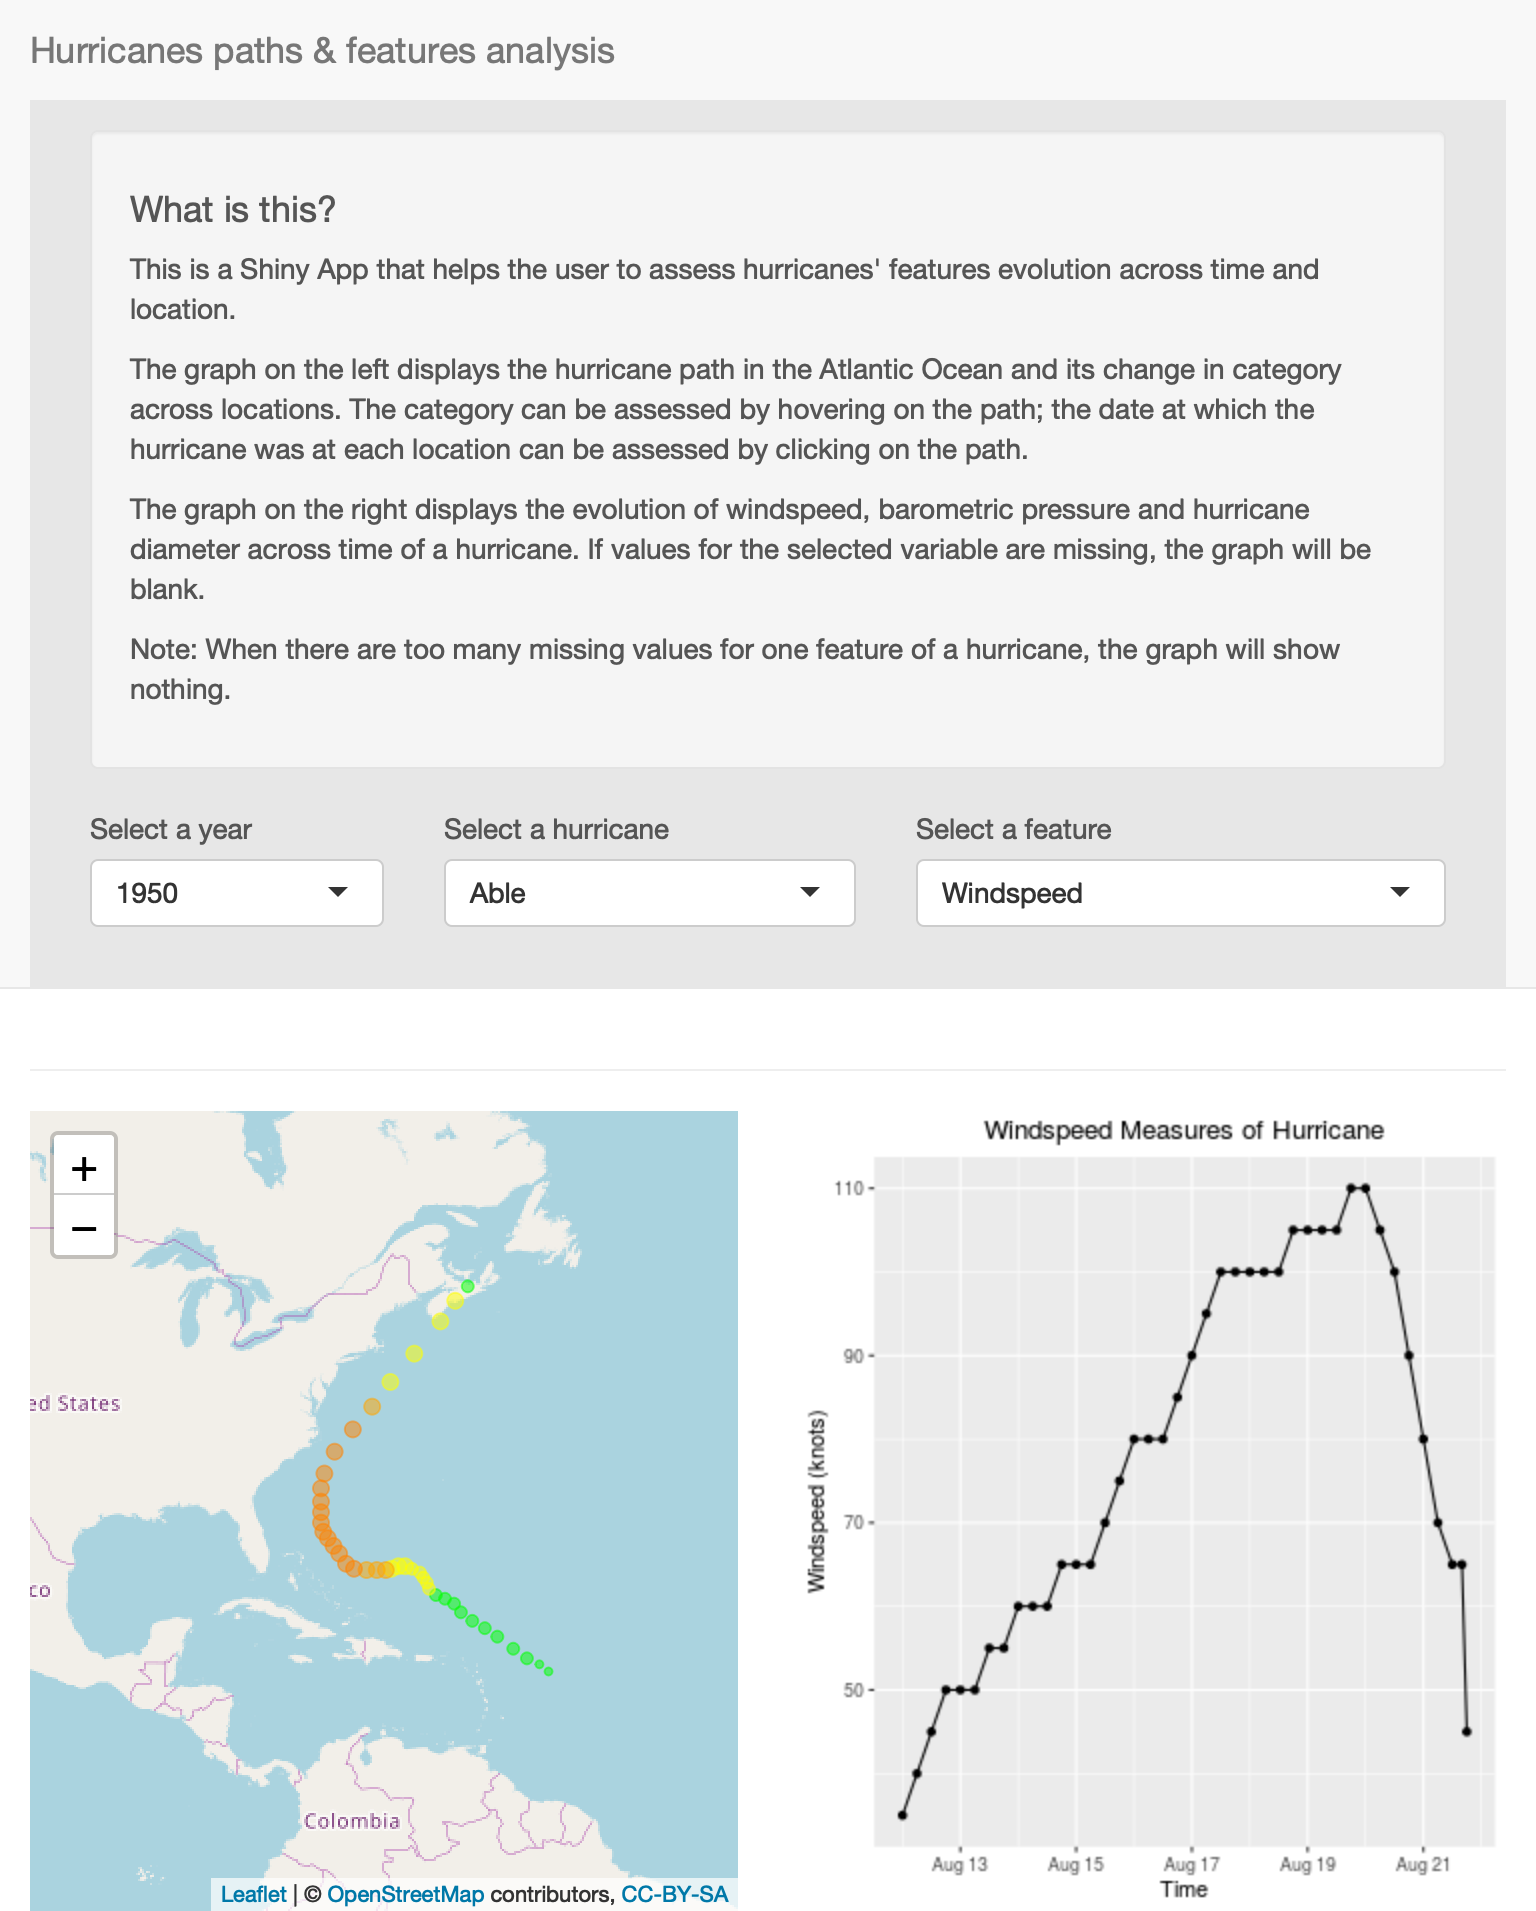 Hurricanes paths & features analysis
What is this?
This is a Shiny App that helps the user to assess hurricanes' features evolution across time and
location.
The graph on the left displays the hurricane path in the Atlantic Ocean and its change in category
across locations. The category can be assessed by hovering on the path; the date at which the
hurricane was at each location can be assessed by clicking on the path.
The graph on the right displays the evolution of windspeed, barometric pressure and hurricane
diameter across time of a hurricane. If values for the selected variable are missing, the graph will be
blank.
Note: When there are too many missing values for one feature of a hurricane, the graph will show
nothing.
Select a year
Select a hurricane
Select a feature
1950
Able
Windspeed
+
−
ed States
co
Colombia
Leaflet | © OpenStreetMap contributors, CC-BY-SA
Windspeed Measures of Hurricane
110
90
70
50
Windspeed (knots)
Aug 13
Aug 15
Aug 17
Aug 19
Aug 21
Time